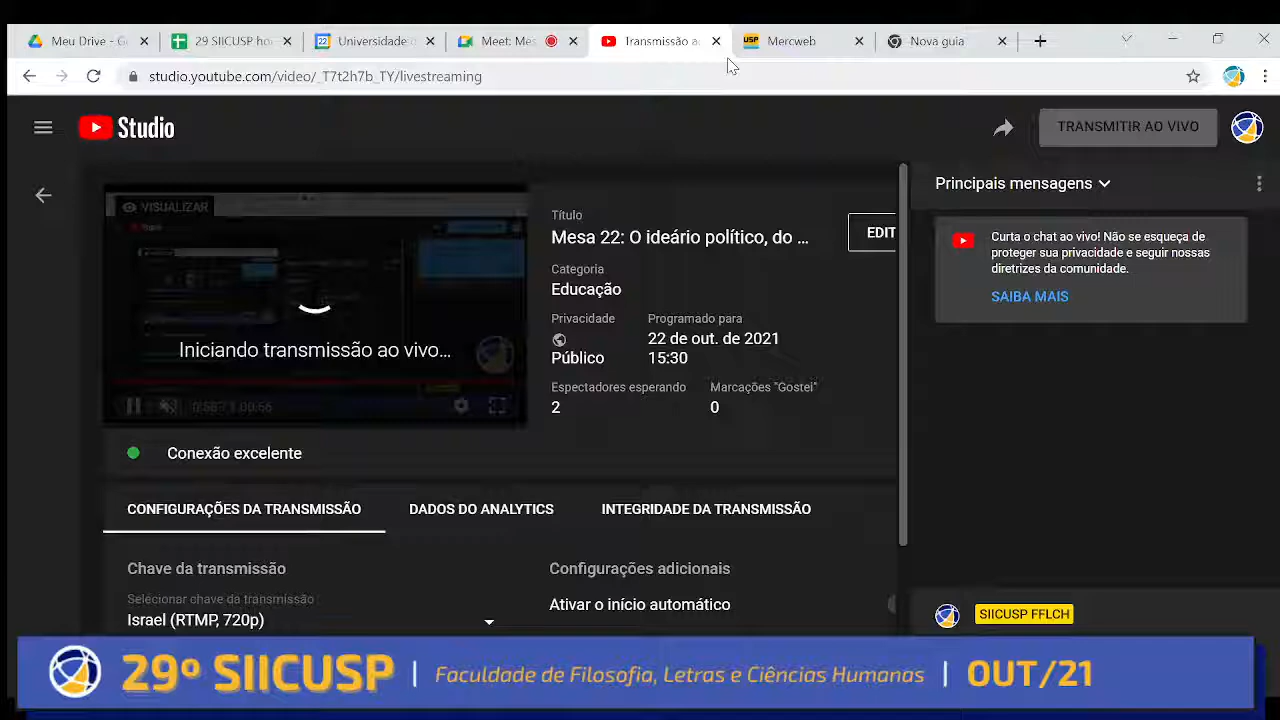 Meu Drive - G
29 SIICUSP ho
22
Universidade
Meet: Mes
Transmissão a
USP
Mercweb
Nova guia
studio.youtube.com/video/_T7t2h7b_TY/livestreaming
Studio
TRANSMITIR AO VIVO
VISUALIZAR
Iniciando transmissão ao vivo...
Título
Mesa 22: O ideário político, do ...
EDIT
Categoria
Educação
Privacidade
Programado para
Público
22 de out. de 2021
15:30
Espectadores esperando
Marcações "Gostei"
2
0
Conexão excelente
Principais mensagens
Curta o chat ao vivo! Não se esqueça de
proteger sua privacidade e seguir nossas
diretrizes da comunidade.
SAIBA MAIS
CONFIGURAÇÕES DA TRANSMISSÃO
DADOS DO ANALYTICS
INTEGRIDADE DA TRANSMISSÃO
Chave da transmissão
Configurações adicionais
Selecionar chave da transmissão
Israel (RTMP, 720p)
Ativar o início automático
SIICUSP FFLCH
29º SIICUSP | Faculdade de Filosofia, Letras e Ciências Humanas | OUT/21